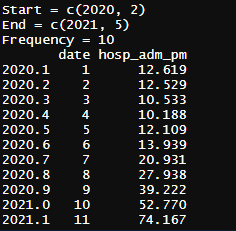 Start = c(2020, 2)
End = c(2021, 5)
Frequency = 10
date hosp_adm_pm
2020.1 1 12.619
2020.2 2 12.529
2020.3 3 10.533
2020.4 4 10.188
2020.5 5 12.109
2020.6 6 13.939
2020.7 7 20.931
2020.8 8 27.938
2020.9 9 39.222
2021.0 10 52.770
2021.1 11 74.167